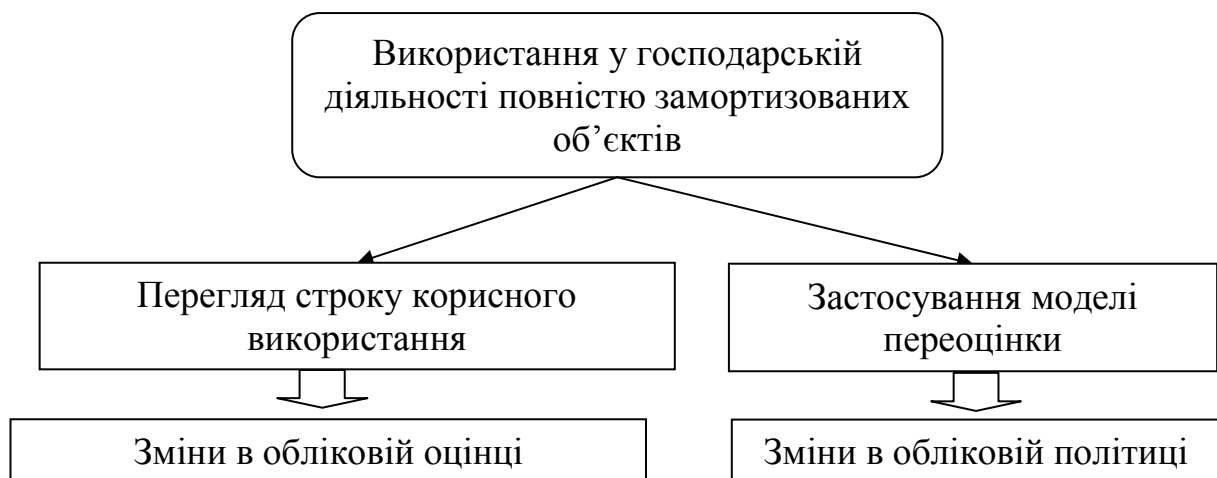 Використання у господарській
діяльності повністю замортизованих
об’єктів
Перегляд строку корисного
використання
Застосування моделі
переоцінки
Зміни в обліковій оцінці
Зміни в обліковій політиці